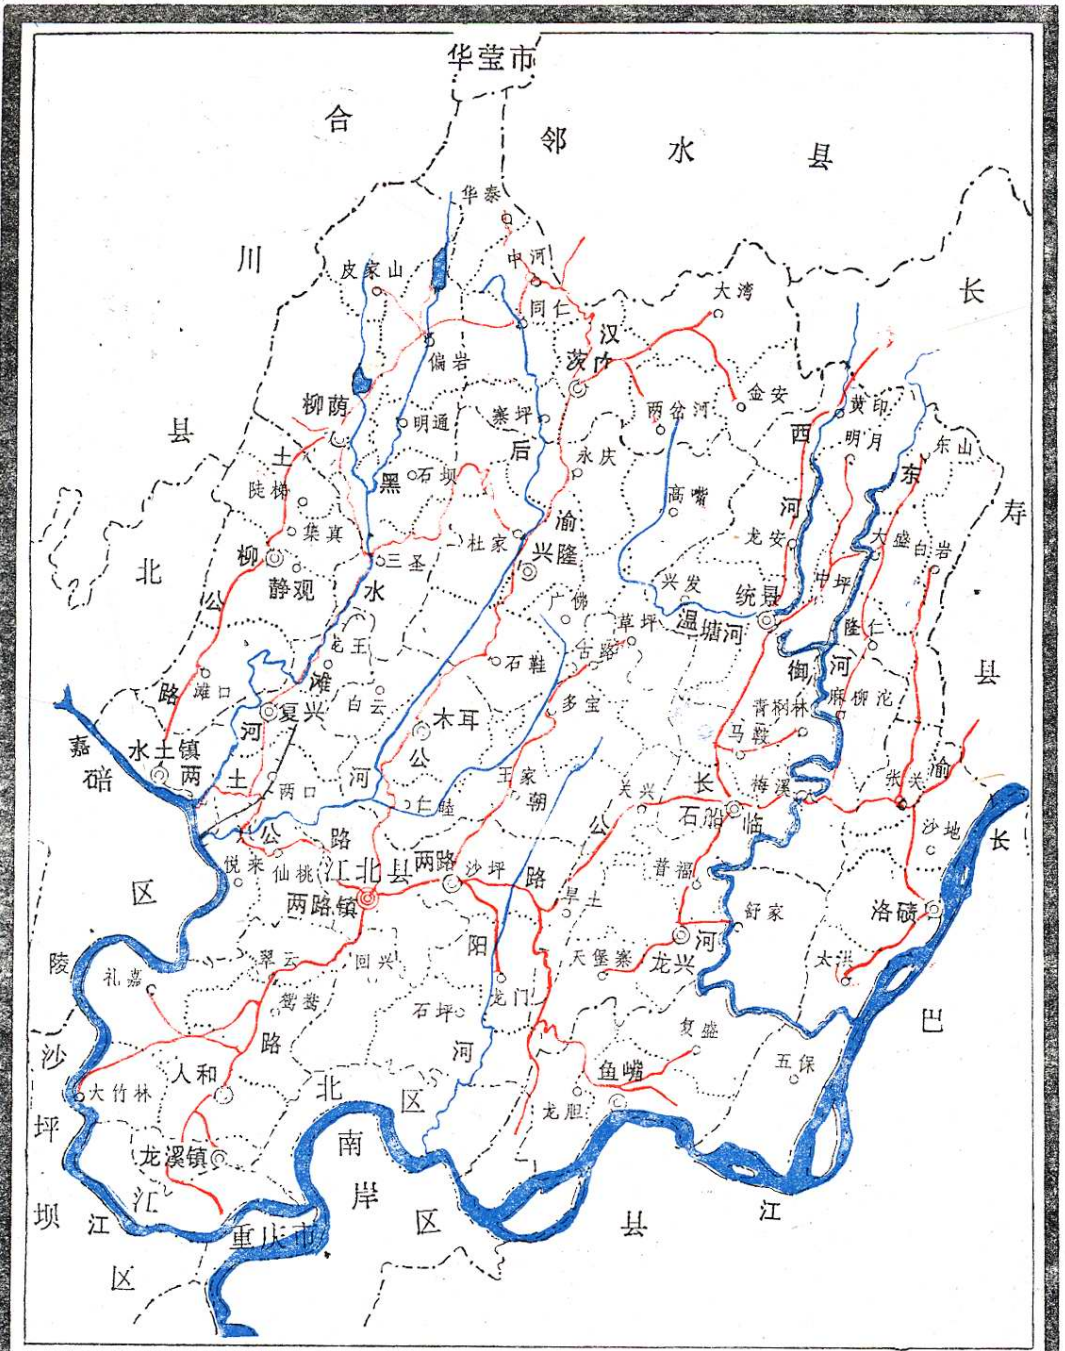 华莹市
合
邻水县
华泰
川
中河
皮家山
大湾
长
同仁
汉
茨竹
偏岩
金安
柳荫
两岔河
黄印
明通
寨坪
西
明月
县
后
东山
土
永庆
东
黑
石坝
陡梯
高嘴
寿
渝
河
集真
杜家
龙安
大盛
白岩
柳
兴隆
三圣
北
静观
水
中坪
兴发
统景
公
广佛
草坪
温塘河
隆仁
龙王
古路
石鞋
御
河
县
路
滩口
滩
白云
麻柳沱
多宝
青枫林
复兴
木耳
嘉
河
马鞍
水土镇
公
碚
两
土
河
王家
长
梅溪
张关
渝
两口
仁睦
朝
关兴
石船
临
公
路
公
沙地
长
悦来
仙桃
江北县
两路
沙坪
路
普福
区
两路镇
旱土
舒家
洛碛
阳
河
陵
翠云
回兴
天堡寨
龙兴
太洪
礼嘉
鸳鸯
石坪
龙门
巴
路
河
复盛
沙
人和
五保
鱼嘴
大竹林
北
区
龙胆
坪
南
龙溪镇
岸
坝
江
江
区
县
江
重庆市
区